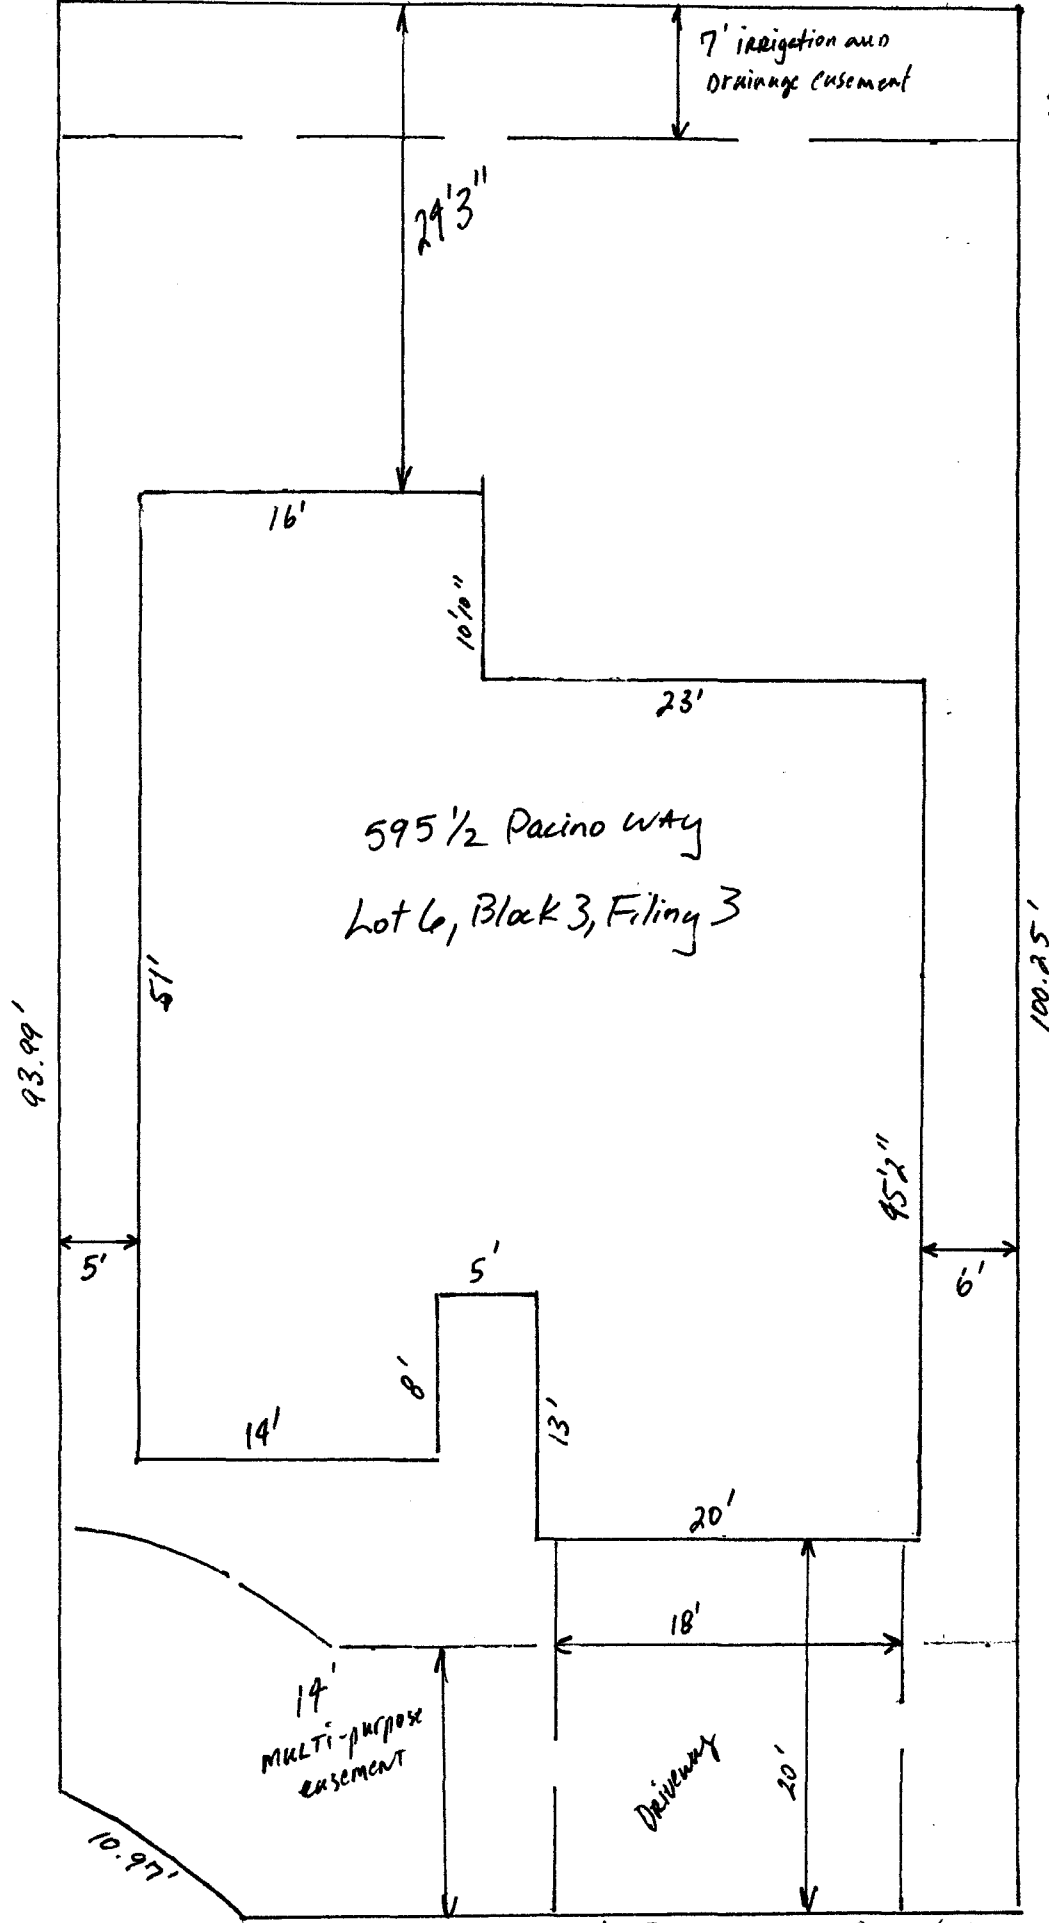 7' irrigation AND
Drainage Easement
24'3"
16'
10'10"
23'
595 1/2 Pacino WAY
Lot 6, Block 3, Filing 3
51'
93.99'
100.25'
45'2"
5'
6'
5'
8'
13'
14'
20'
18'
14'
MULTi-purpose
easement
Driveway
20'
10.97'